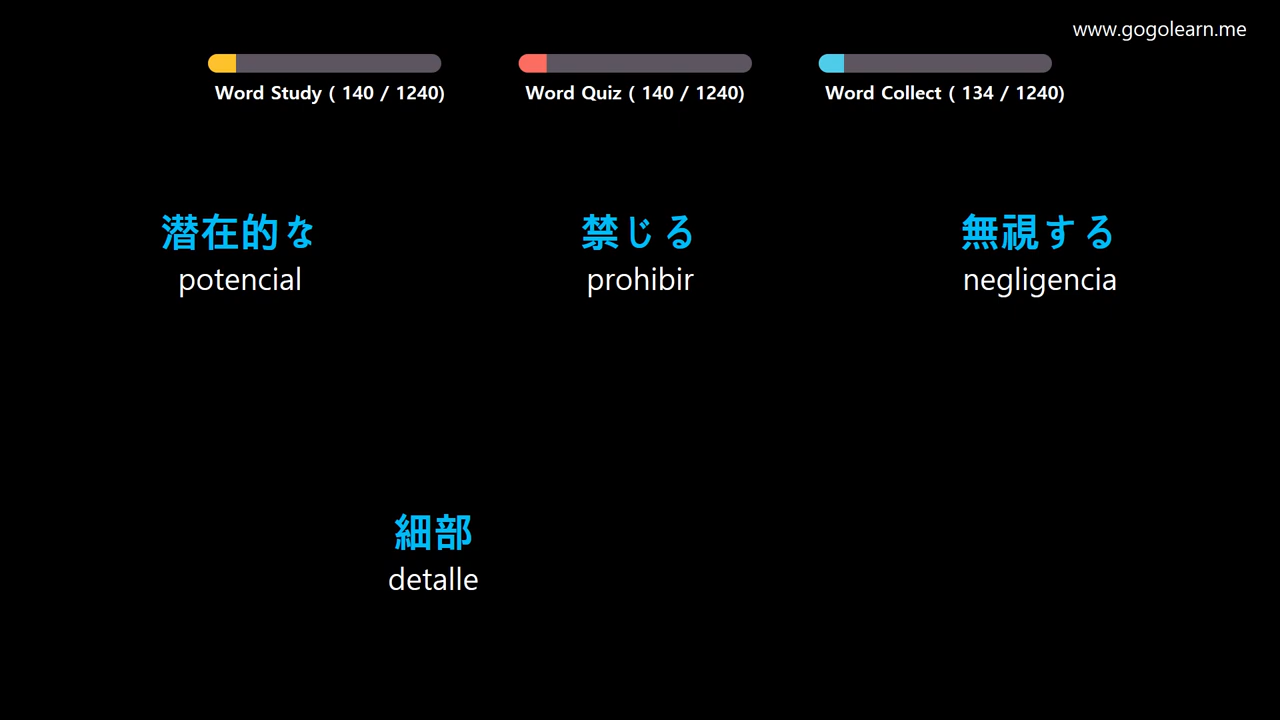 www.gogolearn.me
Word Study ( 140 / 1240)
Word Quiz ( 140 / 1240)
Word Collect ( 134 / 1240)
潜在的な
potencial
禁じる
prohibir
無視する
negligencia
細部
detalle